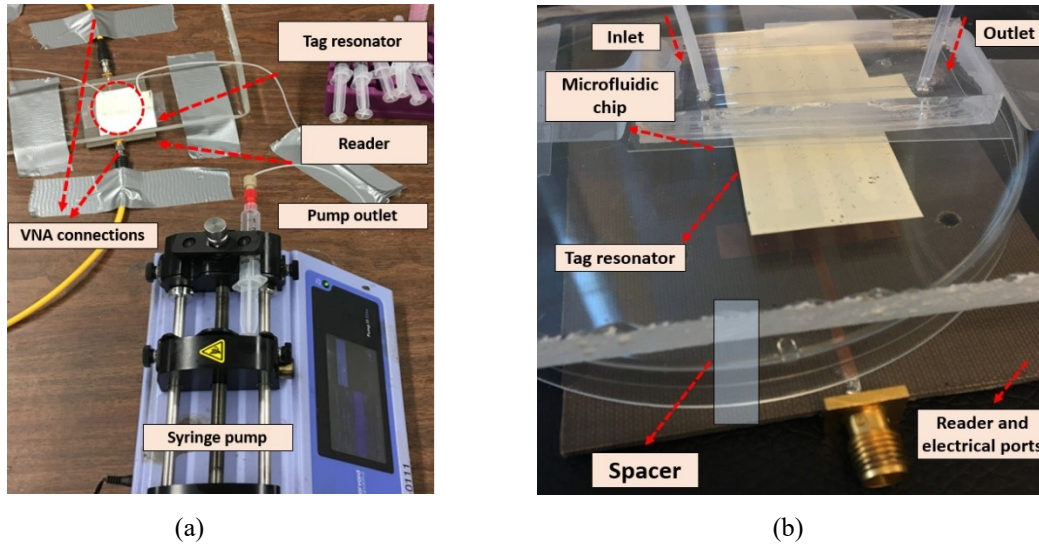 Tag resonator
Reader
Pump outlet
VNA connections
Syringe pump
0111
(a)
Inlet
Outlet
Microfluidic
chip
Tag resonator
Spacer
Reader and
electrical ports
(b)